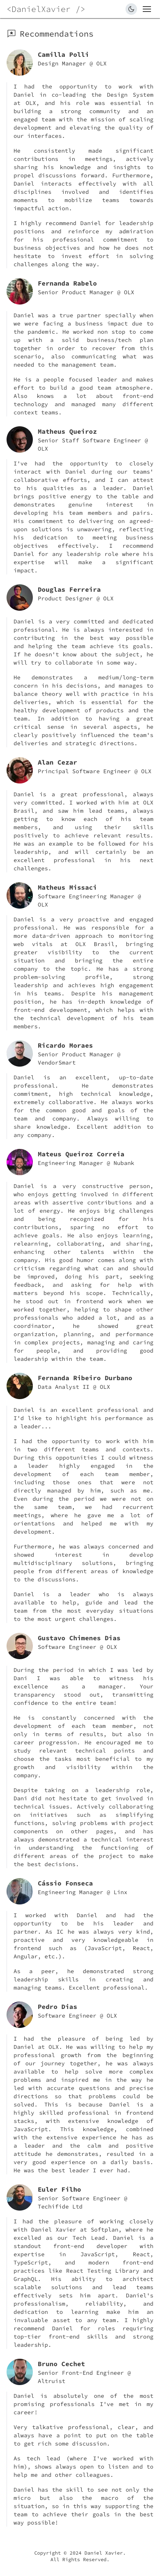 <DanielXavier />
Recommendations
Camilla Polli
Design Manager @ OLX
I had the opportunity to work with
Daniel in co-leading the Design System
at OLX, and his role was essential in
building a strong community and an
engaged team with the mission of scaling
development and elevating the quality of
our interfaces.
He consistently made significant
contributions in meetings, actively
sharing his knowledge and insights to
propel discussions forward. Furthermore,
Daniel interacts effectively with all
disciplines involved and identifies
moments to mobilize teams towards
impactful action.
I highly recommend Daniel for leadership
positions and reinforce my admiration
for his professional commitment to
business objectives and how he does not
hesitate to invest effort in solving
challenges along the way.
Fernanda Rabelo
Senior Product Manager @ OLX
Daniel was a true partner specially when
we were facing a business impact due to
the pandemic. He worked non stop to come
up with a solid business/tech plan
together in order to recover from this
scenario, also communicating what was
needed to the management team.
He is a people focused leader and makes
effort to build a good team atmosphere.
Also knows a lot about front-end
technology and managed many different
context teams.
Matheus Queiroz
Senior Staff Software Engineer @
OLX
I've had the opportunity to closely
interact with Daniel during our teams'
collaborative efforts, and I can attest
to his qualities as a leader. Daniel
brings positive energy to the table and
demonstrates genuine interest in
developing his team members and pairs.
His commitment to delivering on agreed-
upon solutions is unwavering, reflecting
his dedication to meeting business
objectives effectively. I recommend
Daniel for any leadership role where his
expertise will make a significant
impact.
Douglas Ferreira
Product Designer @ OLX
Daniel is a very committed and dedicated
professional. He is always interested in
contributing in the best way possible
and helping the team achieve its goals.
If he doesn't know about the subject, he
will try to collaborate in some way.
He demonstrates a medium/long-term
concern in his decisions, and manages to
balance theory well with practice in his
deliveries, which is essential for the
healthy development of products and the
team. In addition to having a great
critical sense in several aspects, he
clearly positively influenced the team's
deliveries and strategic directions.
Alan Cezar
Principal Software Engineer @ OLX
Daniel is a great professional, always
very committed. I worked with him at OLX
Brasil, and saw him lead teams, always
getting to know each of his team
members, and using their skills
positively to achieve relevant results.
He was an example to be followed for his
leadership, and will certainly be an
excellent professional in his next
challenges.
Matheus Missaci
Software Engineering Manager @
OLX
Daniel is a very proactive and engaged
professional. He was responsible for a
more data-driven approach to monitoring
web vitals at OLX Brasil, bringing
greater visibility to the current
situation and bringing the entire
company to the topic. He has a strong
problem-solving profile, strong
leadership and achieves high engagement
in his teams. Despite his management
position, he has in-depth knowledge of
front-end development, which helps with
the technical development of his team
members.
Ricardo Moraes
Senior Product Manager @
VendorSmart
Daniel is an excellent, up-to-date
professional. He demonstrates
commitment, high technical knowledge,
extremely collaborative. He always works
for the common good and goals of the
team and company. Always willing to
share knowledge. Excellent addition to
any company.
Mateus Queiroz Correia
Engineering Manager @ Nubank
Daniel is a very constructive person,
who enjoys getting involved in different
areas with assertive contributions and a
lot of energy. He enjoys big challenges
and being recognized for his
contributions, sparing no effort to
achieve goals. He also enjoys learning,
relearning, collaborating, and sharing,
enhancing other talents within the
company. His good humor comes along with
criticism regarding what can and should
be improved, doing his part, seeking
feedback, and asking for help with
matters beyond his scope. Technically,
he stood out in frontend work when we
worked together, helping to shape other
professionals who added a lot, and as a
coordinator, he showed great
organization, planning, and performance
in complex projects, managing and caring
for people, and providing good
leadership within the team.
Fernanda Ribeiro Durbano
Data Analyst II @ OLX
Daniel is an excellent professional and
I'd like to highlight his performance as
a leader...
I had the opportunity to work with him
in two different teams and contexts.
During this opportunities I could witness
a leader highly engaged in the
development of each team member,
including those ones that were not
directly managed by him, such as me.
Even during the period we were not on
the same team, we had recurrent
meetings, where he gave me a lot of
orientations and helped me with my
development.
Furthermore, he was always concerned and
showed interest in develop
multidisciplinary solutions, bringing
people from different areas of knowledge
to the discussions.
Daniel is a leader who is always
available to help, guide and lead the
team from the most everyday situations
to the most urgent challenges.
Gustavo Chimenes Dias
Software Engineer @ OLX
During the period in which I was led by
Dani I was able to witness his
excellence as a manager. Your
transparency stood out, transmitting
confidence to the entire team!
He is constantly concerned with the
development of each team member, not
only in terms of results, but also in
career progression. He encouraged me to
study relevant technical points and
choose the tasks most beneficial to my
growth and visibility within the
company.
Despite taking on a leadership role,
Dani did not hesitate to get involved in
technical issues. Actively collaborating
on initiatives such as simplifying
functions, solving problems with project
components on other pages, and has
always demonstrated a technical interest
in understanding the functioning of
different areas of the project to make
the best decisions.
Cássio Fonseca
Engineering Manager @ Linx
I worked with Daniel and had the
opportunity to be his leader and
partner. As IC he was always very kind,
proactive and very knowledgeable in
frontend such as (JavaScript, React,
Angular, etc.).
As a peer, he demonstrated strong
leadership skills in creating and
managing teams. Excellent professional.
Pedro Dias
Software Engineer @ OLX
I had the pleasure of being led by
Daniel at OLX. He was willing to help my
professional growth from the beginning
of our journey together, he was always
available to help solve more complex
problems and inspired me in the way he
led with accurate questions and precise
directions so that problems could be
solved. This is because Daniel is a
highly skilled professional in frontend
stacks, with extensive knowledge of
JavaScript. This knowledge, combined
with the extensive experience he has as
a leader and the calm and positive
attitude he demonstrates, resulted in a
very good experience on a daily basis.
He was the best leader I ever had.
Euler Filho
Senior Software Engineer @
Techifide Ltd
I had the pleasure of working closely
with Daniel Xavier at Softplan, where he
excelled as our Tech Lead. Daniel is a
standout front-end developer with
expertise in JavaScript, React,
TypeScript, and modern front-end
practices like React Testing Library and
GraphQL. His ability to architect
scalable solutions and lead teams
effectively sets him apart. Daniel's
professionalism, reliability, and
dedication to learning make him an
invaluable asset to any team. I highly
recommend Daniel for roles requiring
top-tier front-end skills and strong
leadership.
Bruno Cechet
Senior Front-End Engineer @
Altruist
Daniel is absolutely one of the most
promising professionals I've met in my
career!
Very talkative professional, clear, and
always have a point to put on the table
to get rich some discussion.
As tech lead (where I've worked with
him), shows always open to listen and to
help me and other colleagues.
Daniel has the skill to see not only the
micro but also the macro of the
situation, so in this way supporting the
team to achieve their goals in the best
way possible!
Copyright © 2024 Daniel Xavier.
All Rights Reserved.